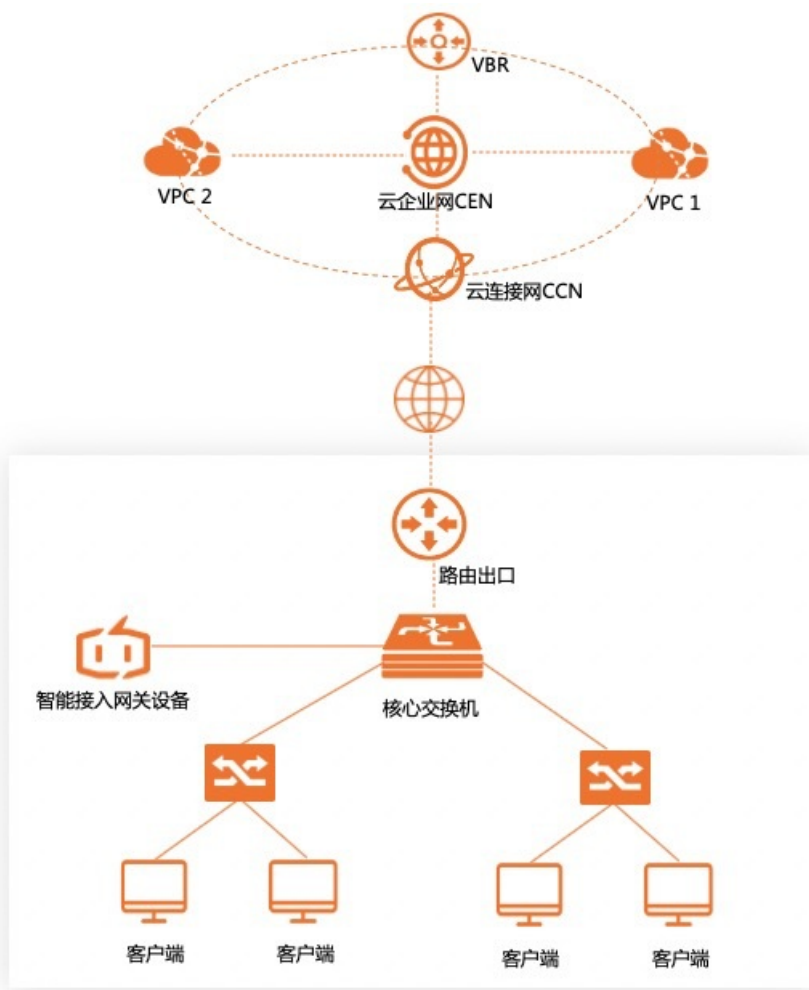 VBR
VPC 2
云企业网CEN
VPC 1
云连接网CCN
路由出口
智能接入网关设备
核心交换机
客户端
客户端
客户端
客户端